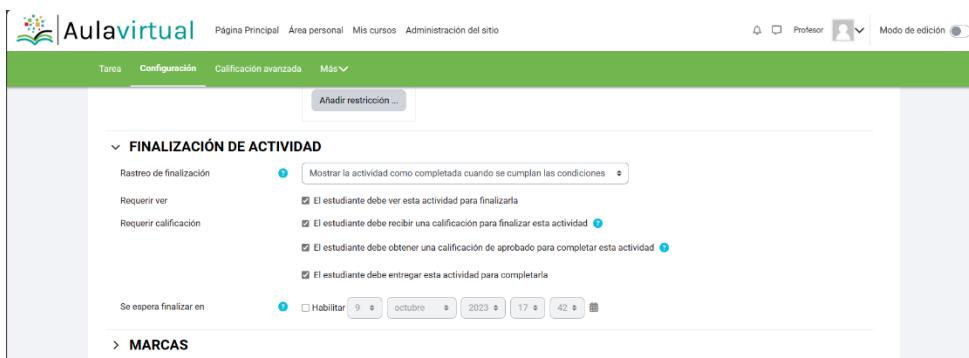 Aulavirtual Página Principal Área personal Mis cursos Administración del sitio Profesor Modo de edición
Tarea Configuración Calificación avanzada Más
Añadir restricción ...
FINALIZACIÓN DE ACTIVIDAD
Rastreo de finalización ? Mostrar la actividad como completada cuando se cumplan las condiciones
Requerir ver El estudiante debe ver esta actividad para finalizarla
Requerir calificación El estudiante debe recibir una calificación para finalizar esta actividad ?
El estudiante debe obtener una calificación de aprobado para completar esta actividad ?
El estudiante debe entregar esta actividad para completarla
Se espera finalizar en ? Habilitar 9 octubre 2023 17 42
MARCAS